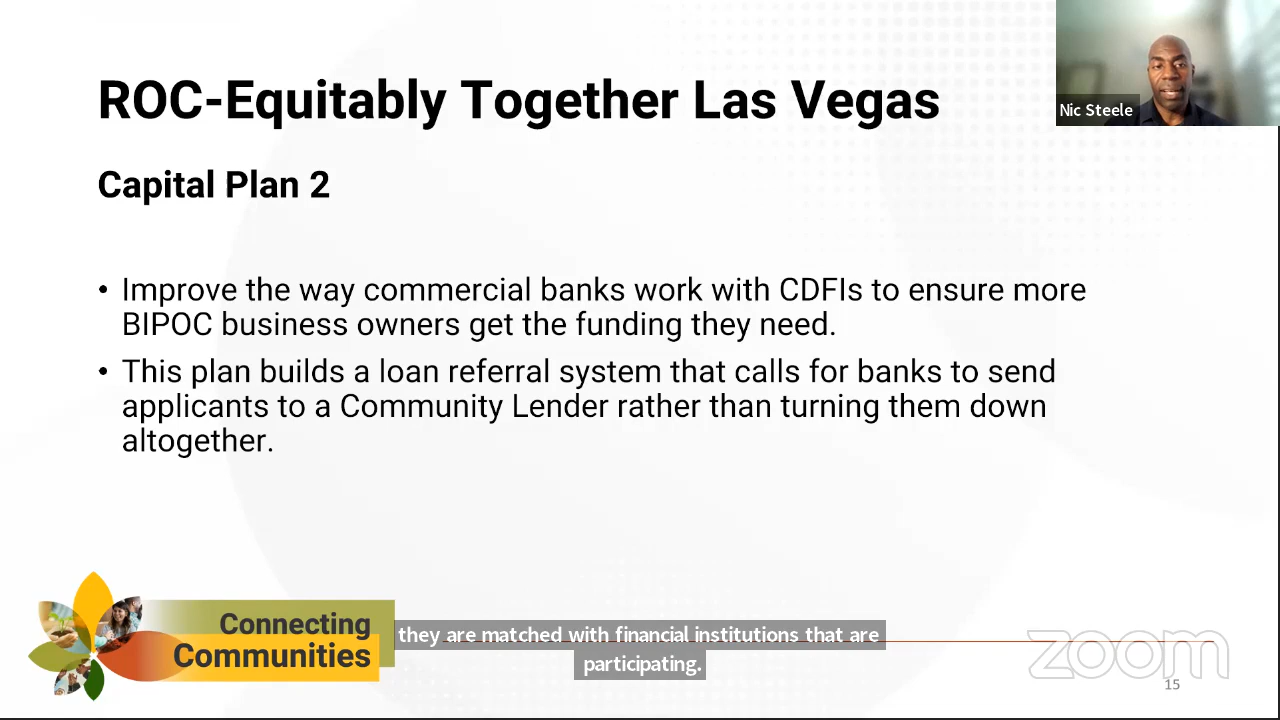 ROC-Equitably Together Las Vegas
Nic Steele
Capital Plan 2
• Improve the way commercial banks work with CDFIs to ensure more
BIPOC business owners get the funding they need.
• This plan builds a loan referral system that calls for banks to send
applicants to a Community Lender rather than turning them down
altogether.
Connecting
Communities
they are matched with financial institutions that are
participating.
zoom
15